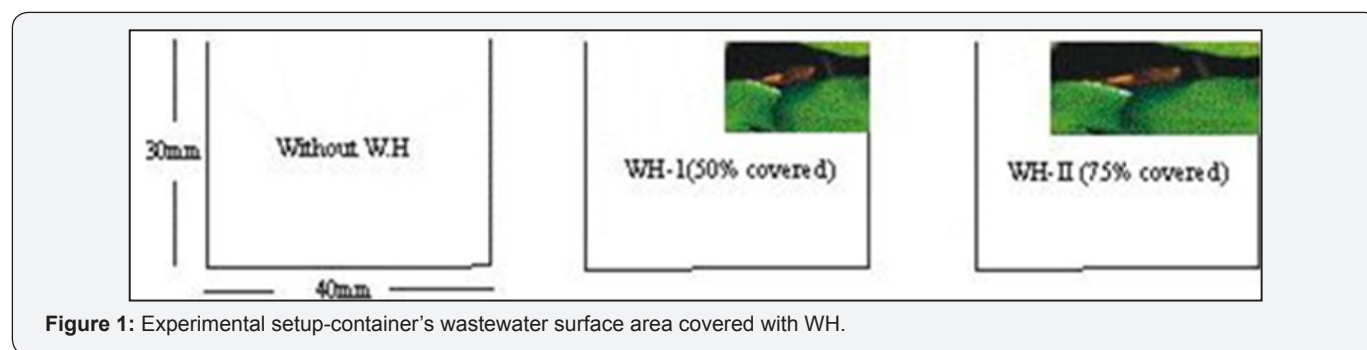 Without W.H
30mm
40mm
WH-1(50% covered)
WH-II (75% covered)
Figure 1: Experimental setup-container's wastewater surface area covered with WH.